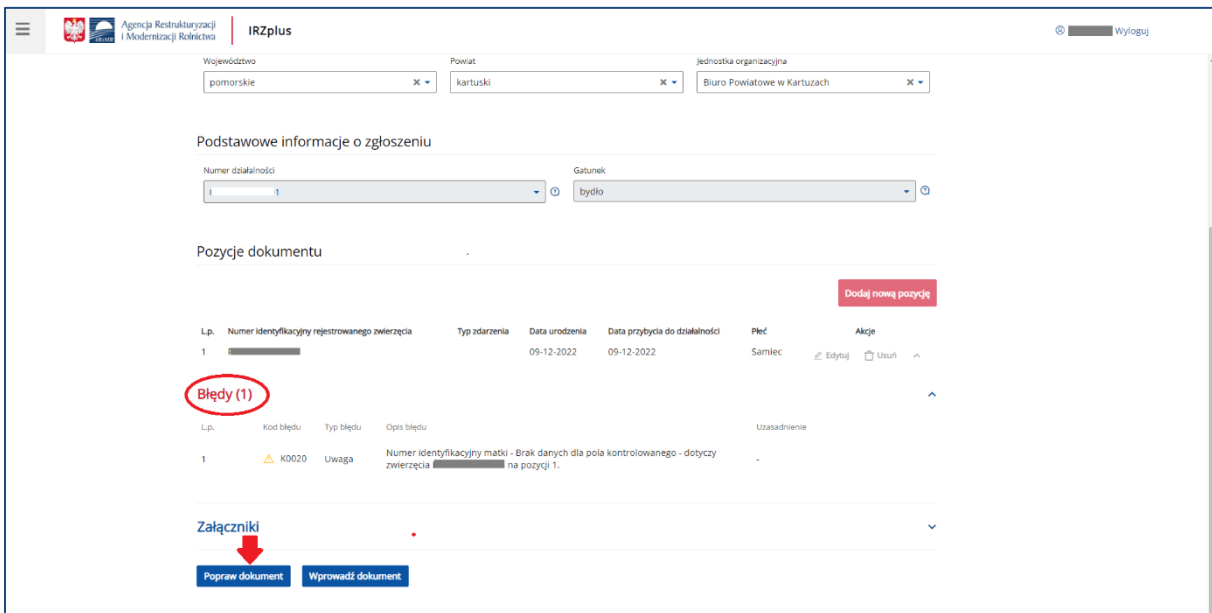 Agencja Restrukturyzacji
i Modernizacji Rolnictwa
IRZplus
Wyloguj
Województwo Powiat Jednostka organizacyjna
pomorskie kartuski Biuro Powiatowe w Kartuzach
Podstawowe informacje o zgłoszeniu
Numer działalności Gatunek
1 bydło
Pozycje dokumentu
Dodaj nową pozycję
L.p. Numer identyfikacyjny rejestrowanego zwierzęcia Typ zdarzenia Data urodzenia Data przybycia do działalności Płeć Akcje
1 09-12-2022 09-12-2022 Samiec Edytuj Usuń
Błędy (1)
L.p. Kod błędu Typ błędu Opis błędu Uzasadnienie
1 K0020 Uwaga Numer identyfikacyjny matki - Brak danych dla pola kontrolowanego - dotyczy
zwierzęcia na pozycji 1. -
Załączniki
Popraw dokument Wprowadź dokument